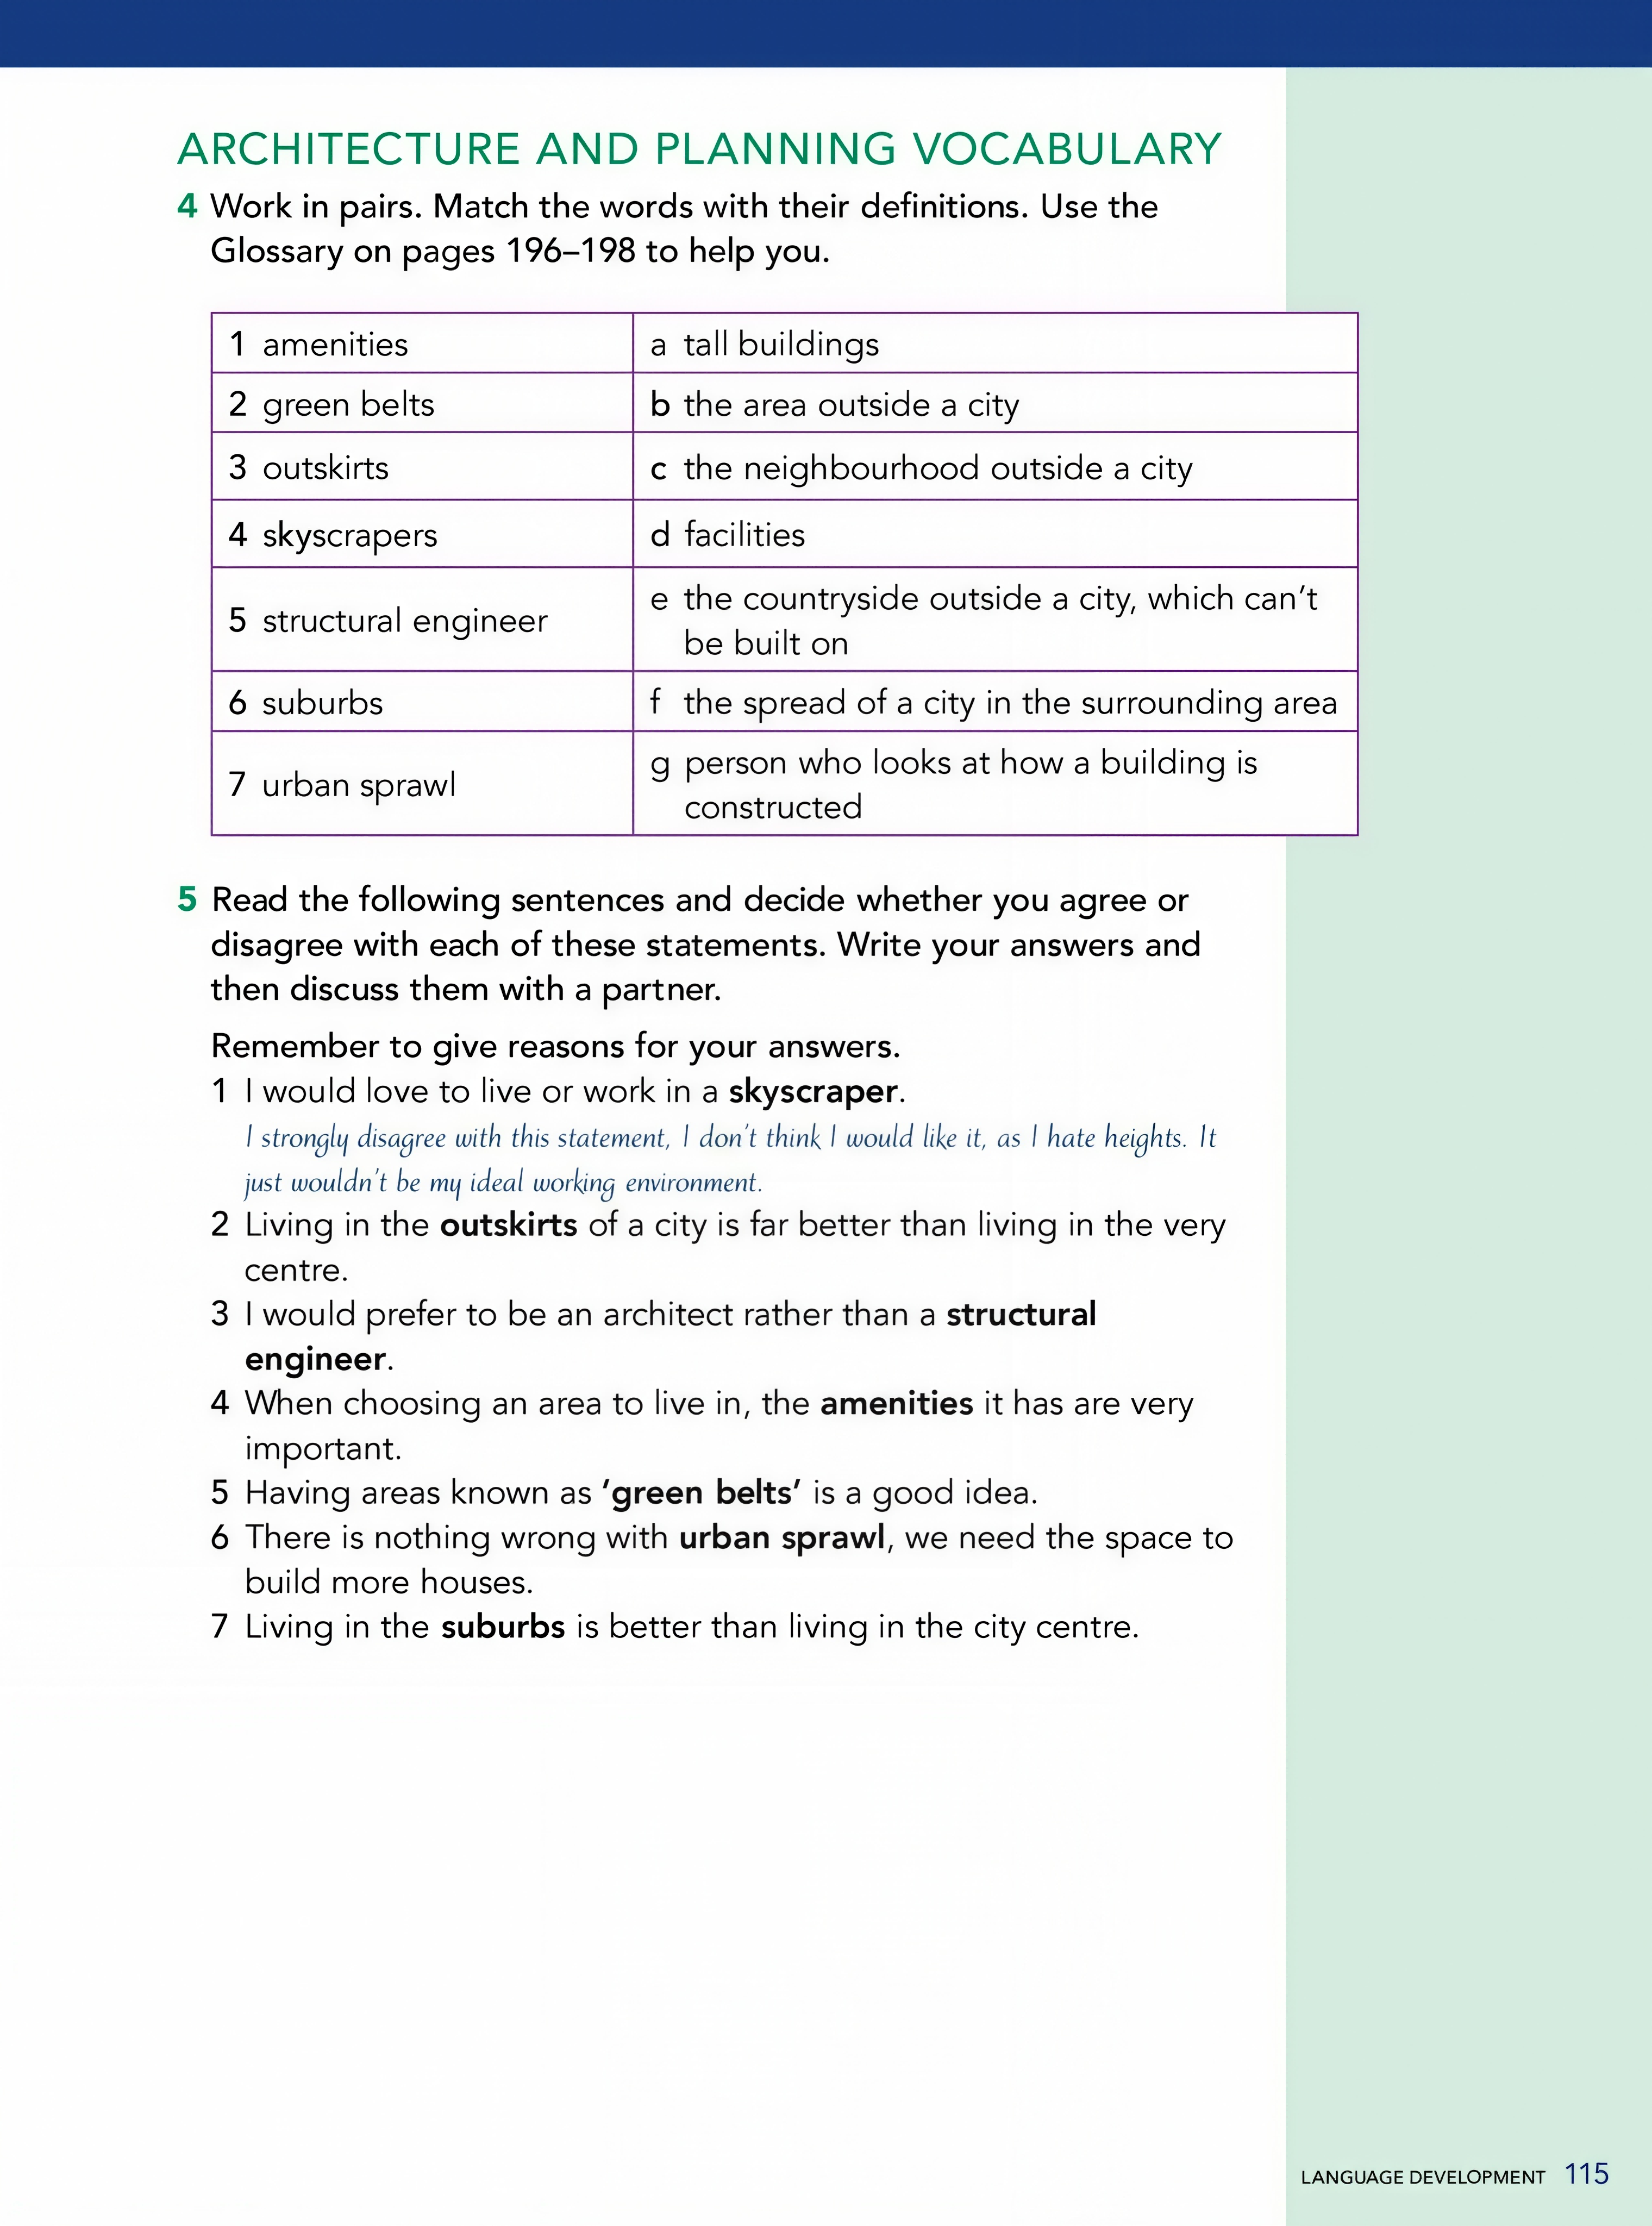 ARCHITECTURE AND PLANNING VOCABULARY
4 Work in pairs. Match the words with their definitions. Use the
Glossary on pages 196–198 to help you.
1 amenities
a tall buildings
2 green belts
b the area outside a city
3 outskirts
c the neighbourhood outside a city
4 skyscrapers
d facilities
5 structural engineer
e the countryside outside a city, which can’t
be built on
6 suburbs
f the spread of a city in the surrounding area
7 urban sprawl
g person who looks at how a building is
constructed
5 Read the following sentences and decide whether you agree or
disagree with each of these statements. Write your answers and
then discuss them with a partner.
Remember to give reasons for your answers.
1 I would love to live or work in a skyscraper.
I strongly disagree with this statement, I don’t think I would like it, as I hate heights. It
just wouldn’t be my ideal working environment.
2 Living in the outskirts of a city is far better than living in the very
centre.
3 I would prefer to be an architect rather than a structural
engineer.
4 When choosing an area to live in, the amenities it has are very
important.
5 Having areas known as ‘green belts’ is a good idea.
6 There is nothing wrong with urban sprawl, we need the space to
build more houses.
7 Living in the suburbs is better than living in the city centre.
LANGUAGE DEVELOPMENT 115